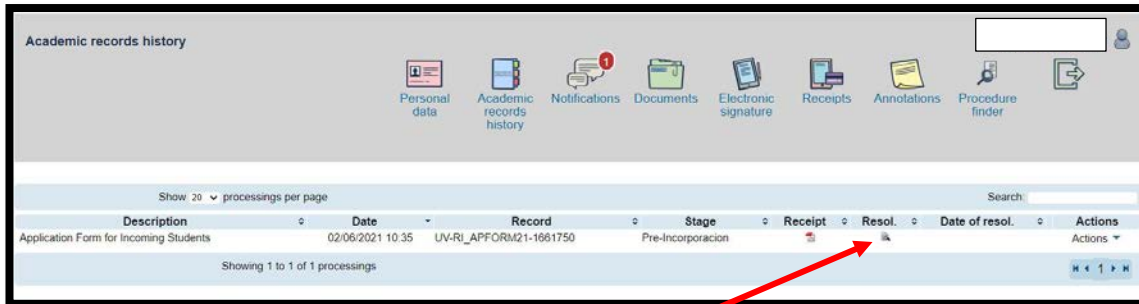 Academic records history
1
Personal data
Academic records history
Notifications
Documents
Electronic signature
Receipts
Annotations
Procedure finder
Show 20 processings per page
Search:
Description Date Record Stage Receipt Resol. Date of resol. Actions
Application Form for Incoming Students 02/06/2021 10:35 UV-RI_APFORM21-1661750 Pre-Incorporacion Actions
Showing 1 to 1 of 1 processings
1